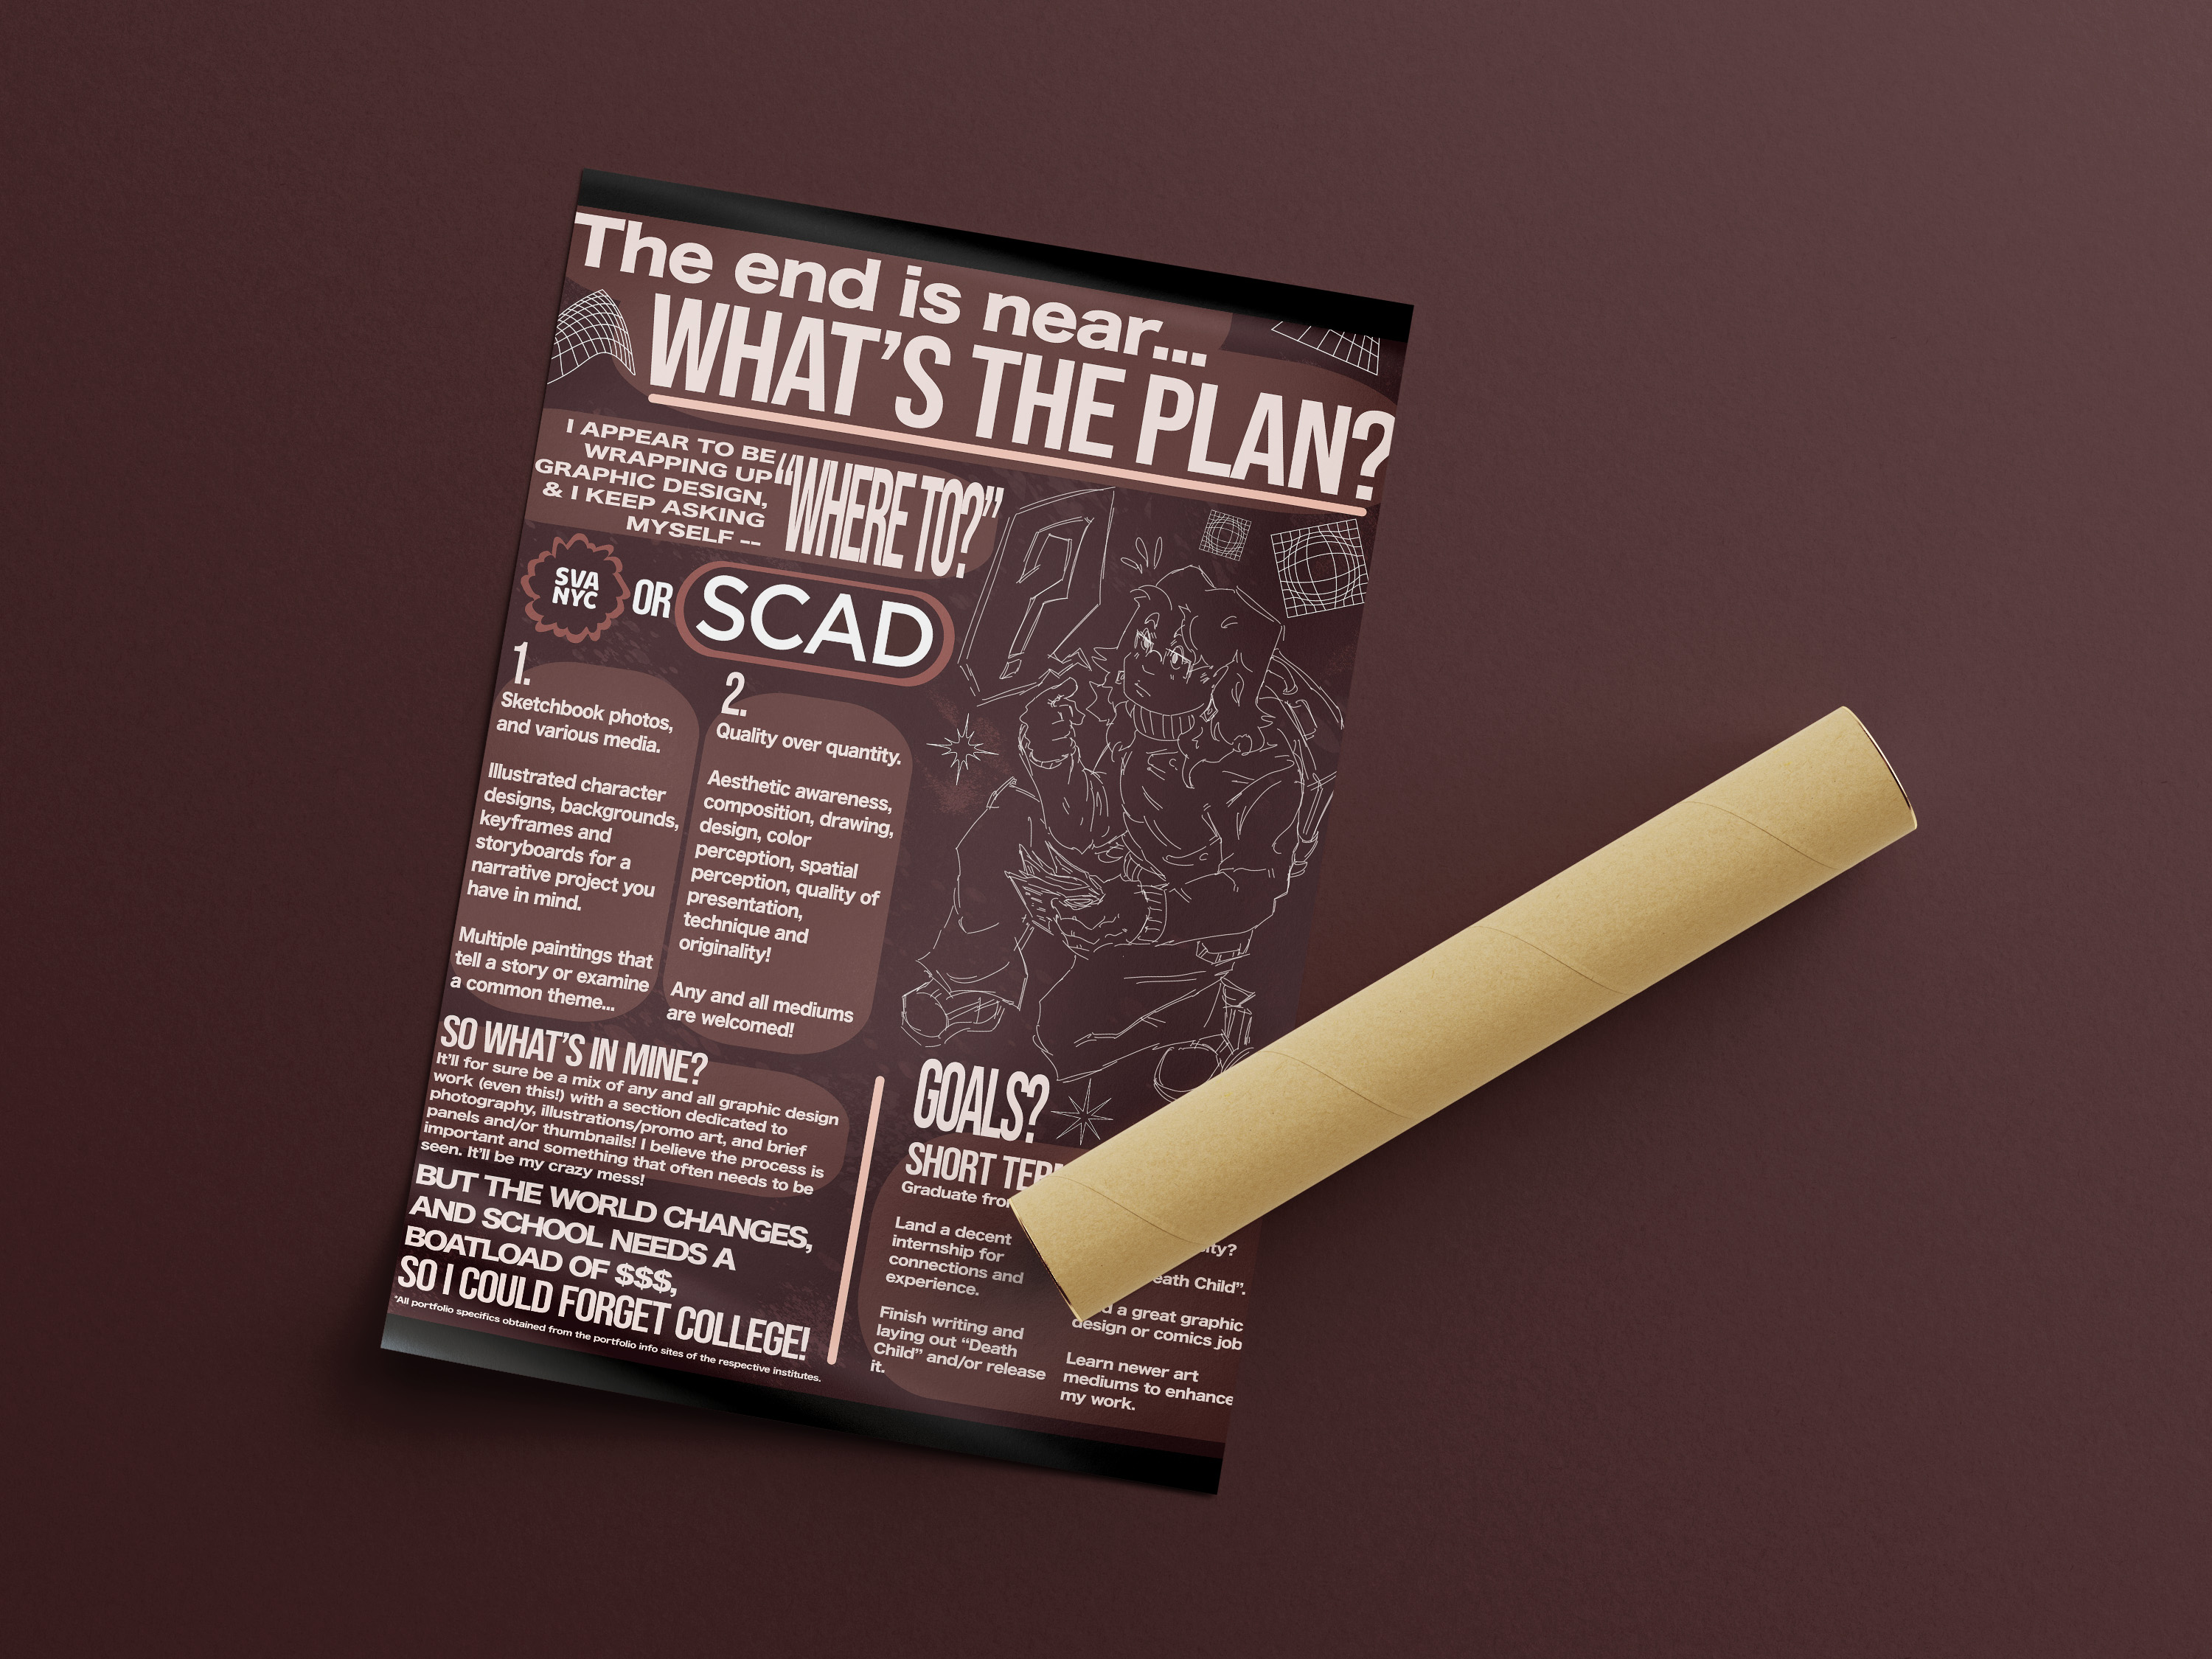 The end is near...
WHAT'S THE PLAN?
I APPEAR TO BE
WRAPPING UP
GRAPHIC DESIGN,
& I KEEP ASKING
MYSELF --
“WHERE TO?”
SVA
NYC
OR
SCAD
1.
Sketchbook photos,
and various media.
Illustrated character
designs, backgrounds,
keyframes and
storyboards for a
narrative project you
have in mind.
Multiple paintings that
tell a story or examine
a common theme...
2.
Quality over quantity.
Aesthetic awareness,
composition, drawing,
design, color
perception, spatial
perception, quality of
presentation,
technique and
originality!
Any and all mediums
are welcomed!
SO WHAT'S IN MINE?
It'll for sure be a mix of any and all graphic design
work (even this!) with a section dedicated to
photography, illustrations/promo art, and brief
panels and/or thumbnails! I believe the process is
important and something that often needs to be
seen. It'll be my crazy mess!
BUT THE WORLD CHANGES,
AND SCHOOL NEEDS A
BOATLOAD OF $$$,
SO I COULD FORGET COLLEGE!
*All portfolio specifics obtained from the portfolio info sites of the respective institutes.
GOALS?
SHORT
Graduate
Land a decent
internship for
connections and
experience.
Finish writing and
laying out “Death
Child” and/or release
it.
Child”.
a great graphic
design or comics job
Learn newer art
mediums to enhance
my work.